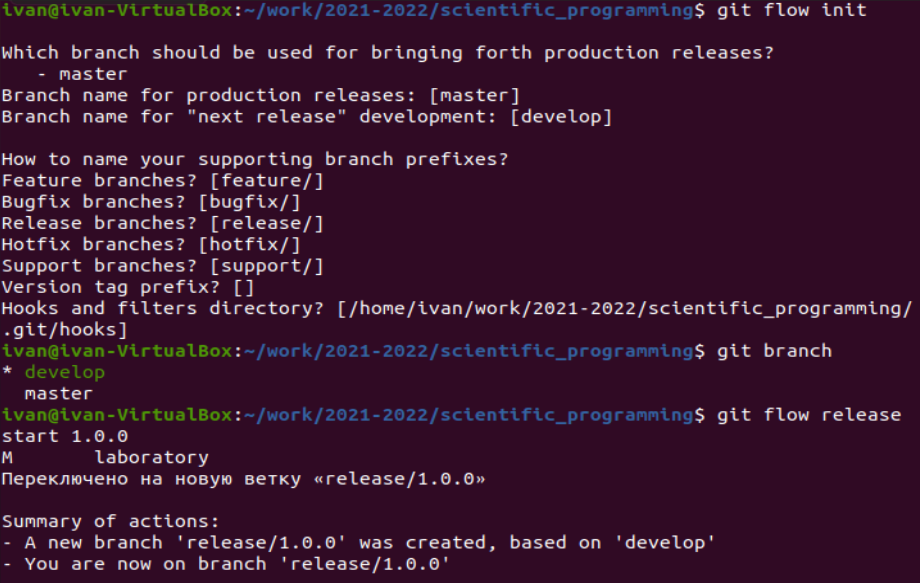 ivan@ivan-VirtualBox:~/work/2021-2022/scientific_programming$ git flow init
Which branch should be used for bringing forth production releases?
   - master
Branch name for production releases: [master]
Branch name for "next release" development: [develop]
How to name your supporting branch prefixes?
Feature branches? [feature/]
Bugfix branches? [bugfix/]
Release branches? [release/]
Hotfix branches? [hotfix/]
Support branches? [support/]
Version tag prefix? []
Hooks and filters directory? [/home/ivan/work/2021-2022/scientific_programming/
.git/hooks]
ivan@ivan-VirtualBox:~/work/2021-2022/scientific_programming$ git branch
* develop
  master
ivan@ivan-VirtualBox:~/work/2021-2022/scientific_programming$ git flow release
start 1.0.0
M       laboratory
Переключено на новую ветку «release/1.0.0»
Summary of actions:
- A new branch 'release/1.0.0' was created, based on 'develop'
- You are now on branch 'release/1.0.0'